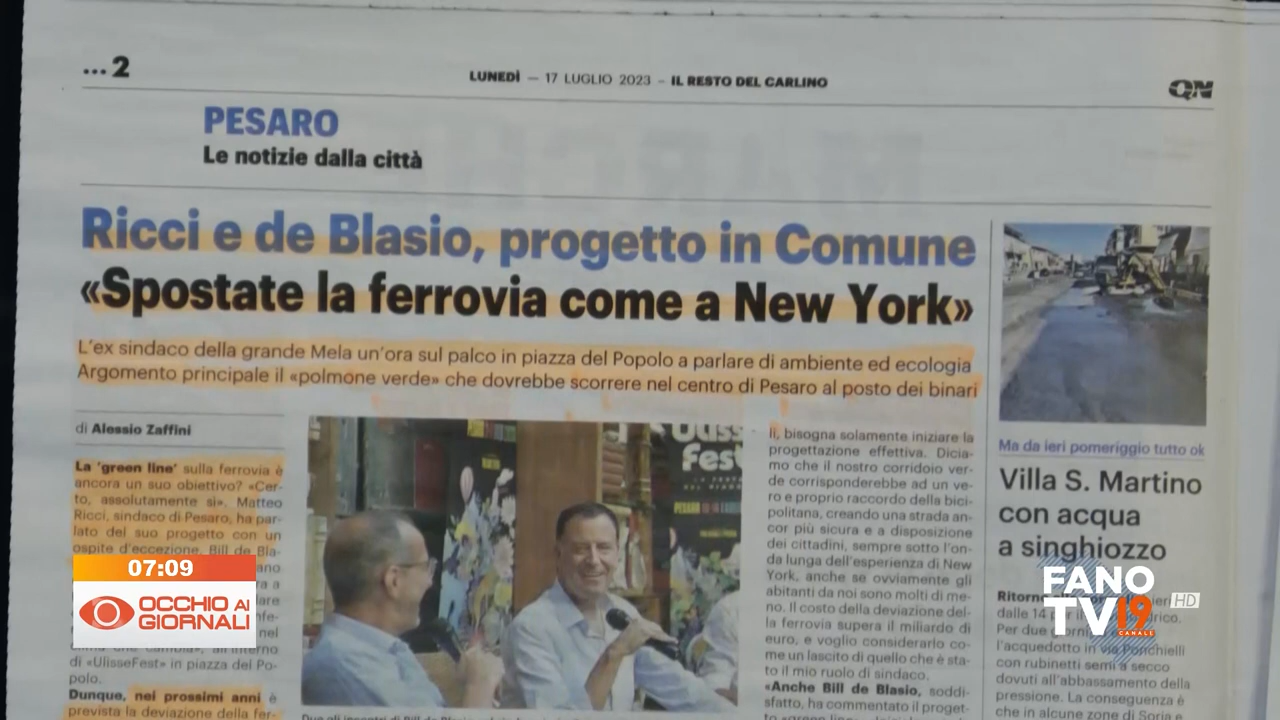 ...2
LUNEDÌ — 17 LUGLIO 2023 – IL RESTO DEL CARLINO
QN
PESARO
Le notizie dalla città
Ricci e de Blasio, progetto in Comune
«Spostate la ferrovia come a New York»
L'ex sindaco della grande Mela un'ora sul palco in piazza del Popolo a parlare di ambiente ed ecologia
Argomento principale il «polmone verde» che dovrebbe scorrere nel centro di Pesaro al posto dei binari
di Alessio Zaffini
La 'green line' sulla ferrovia è
ancora un suo obiettivo? «Cer-
to, assolutamente sì». Matteo
Ricci, sindaco di Pesaro, ha par-
lato del suo progetto con un
ospite d'eccezione, Bill de Bla-
di «UlisseFest» in piazza del Po-
polo.
Dunque, nei prossimi anni è
prevista la deviazione della fer-
Uliss
Fest
lì, bisogna solamente iniziare la
progettazione effettiva. Dicia-
mo che il nostro corridoio ver-
de corrisponderebbe ad un ve-
ro e proprio raccordo della bici-
politana, creando una strada an-
cor più sicura e a disposizione
dei cittadini, sempre sotto l'on-
da lunga dell'esperienza di New
York, anche se ovviamente gli
abitanti da noi sono molti di me-
no. Il costo della deviazione del-
la ferrovia supera il miliardo di
euro, e voglio considerarlo co-
me un lascito di quello che è sta-
to il mio ruolo di sindaco.
«Anche Bill de Blasio, soddi-
sfatto, ha commentato il proget-
Ma da ieri pomeriggio tutto ok
Villa S. Martino
con acqua
a singhiozzo
dalle 14
Per due
l'acquedotto in via Ponchielli
con rubinetti semi a secco
dovuti all'abbassamento della
pressione. La conseguenza è
che in alcune zone di Soria e
07:09
OCCHIO AI
GIORNALI
FANO
TV19 HD
CANALE